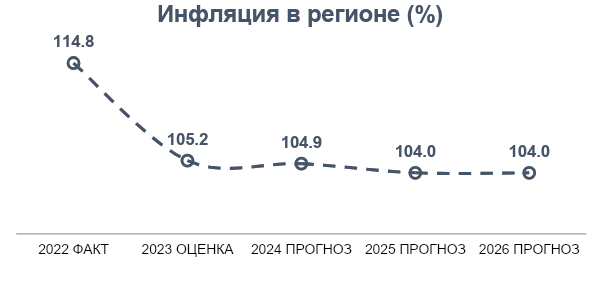 Инфляция в регионе (%)
114.8
105.2
104.9
104.0
104.0
2022 ФАКТ
2023 ОЦЕНКА
2024 ПРОГНОЗ
2025 ПРОГНОЗ
2026 ПРОГНОЗ